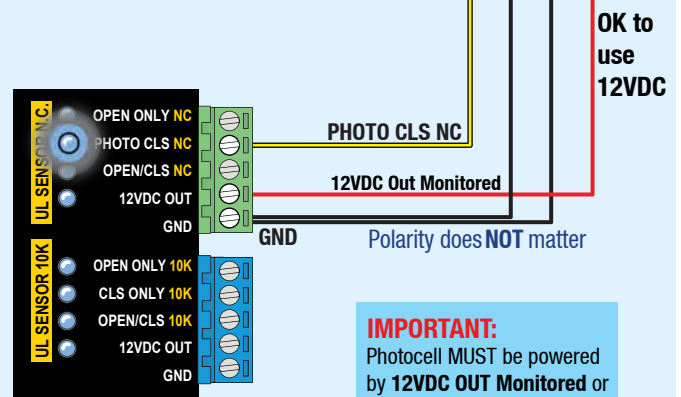 OK to
use
12VDC
UL SENSOR N.C.
OPEN ONLY NC
PHOTO CLS NC
OPEN/CLS NC
12VDC OUT
GND
PHOTO CLS NC
12VDC Out Monitored
GND
Polarity does NOT matter
UL SENSOR 10K
OPEN ONLY 10K
CLS ONLY 10K
OPEN/CLS 10K
12VDC OUT
GND
IMPORTANT:
Photocell MUST be powered
by 12VDC OUT Monitored or